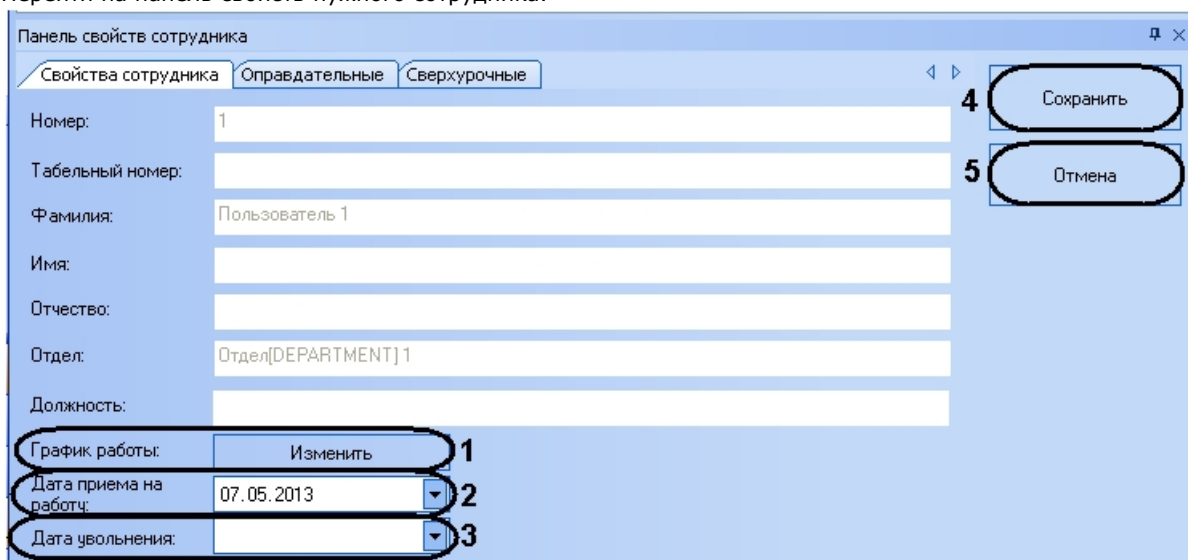 Перейти на панель свойств нужного сотрудника.
Панель свойств сотрудника
Свойства сотрудника Оправдательные Сверхурочные
4 Сохранить
Номер: 1
Табельный номер:
5 Отмена
Фамилия: Пользователь 1
Имя:
Отчество:
Отдел: Отдел[DEPARTMENT] 1
Должность:
График работы: Изменить 1
Дата приема на
работу: 07.05.2013 2
Дата увольнения: 3